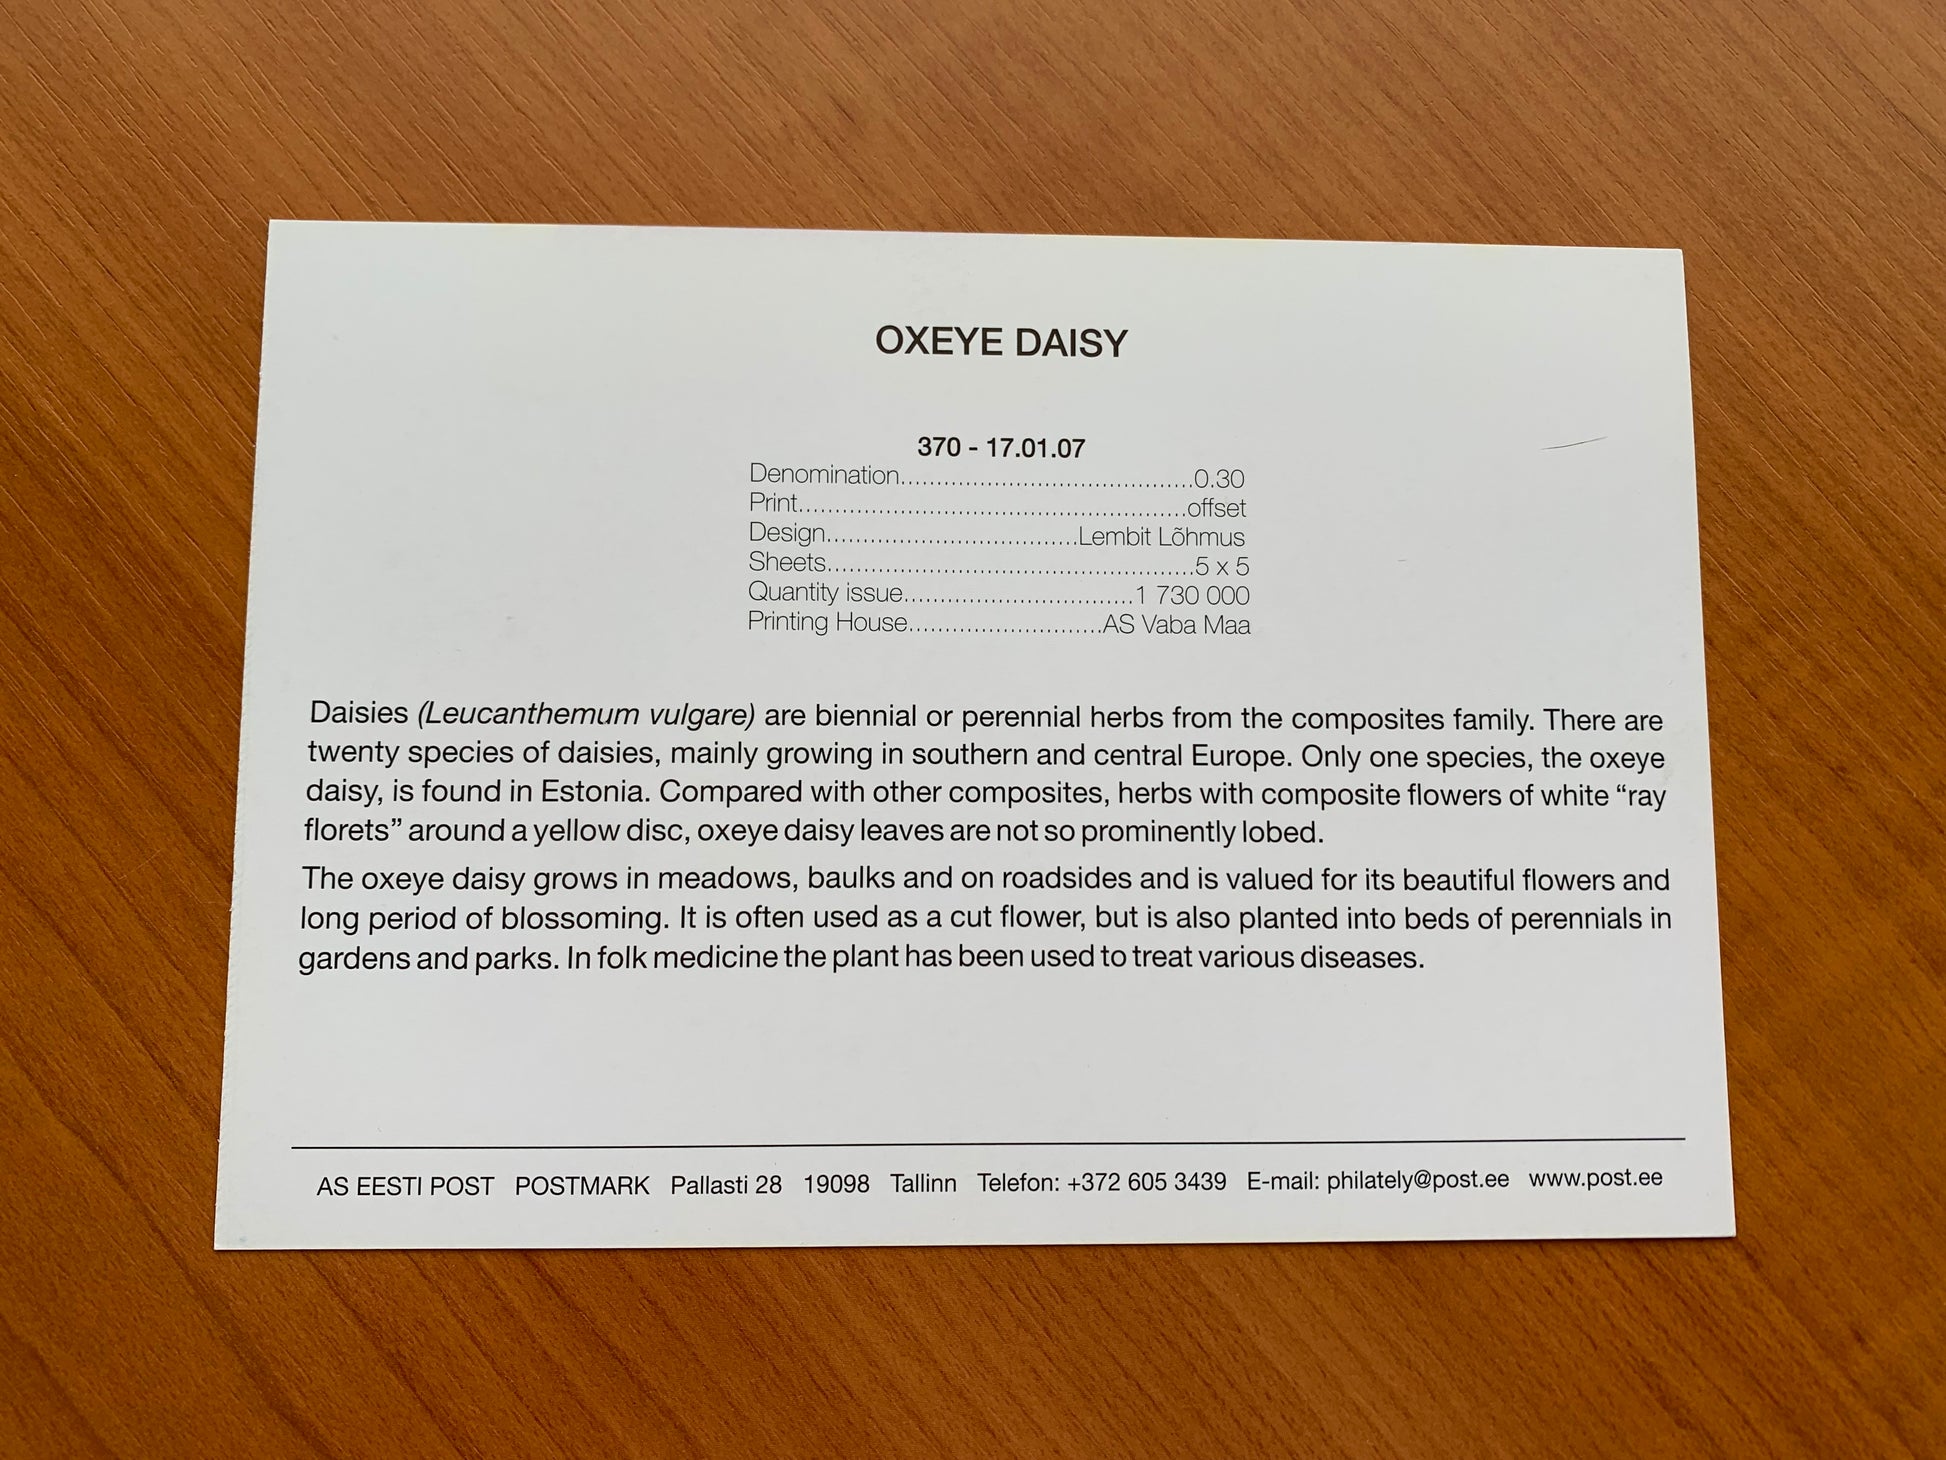 OXEYE DAISY
370 - 17.01.07
Denomination........................................0.30
Print.....................................................offset
Design...................................Lembit Lõhmus
Sheets..................................................5 x 5
Quantity issue...............................1 730 000
Printing House..........................AS Vaba Maa
Daisies (Leucanthemum vulgare) are biennial or perennial herbs from the composites family. There are
twenty species of daisies, mainly growing in southern and central Europe. Only one species, the oxeye
daisy, is found in Estonia. Compared with other composites, herbs with composite flowers of white “ray
florets” around a yellow disc, oxeye daisy leaves are not so prominently lobed.
The oxeye daisy grows in meadows, baulks and on roadsides and is valued for its beautiful flowers and
long period of blossoming. It is often used as a cut flower, but is also planted into beds of perennials in
gardens and parks. In folk medicine the plant has been used to treat various diseases.
AS EESTI POST POSTMARK Pallasti 28 19098 Tallinn Telefon: +372 605 3439 E-mail: philately@post.ee www.post.ee